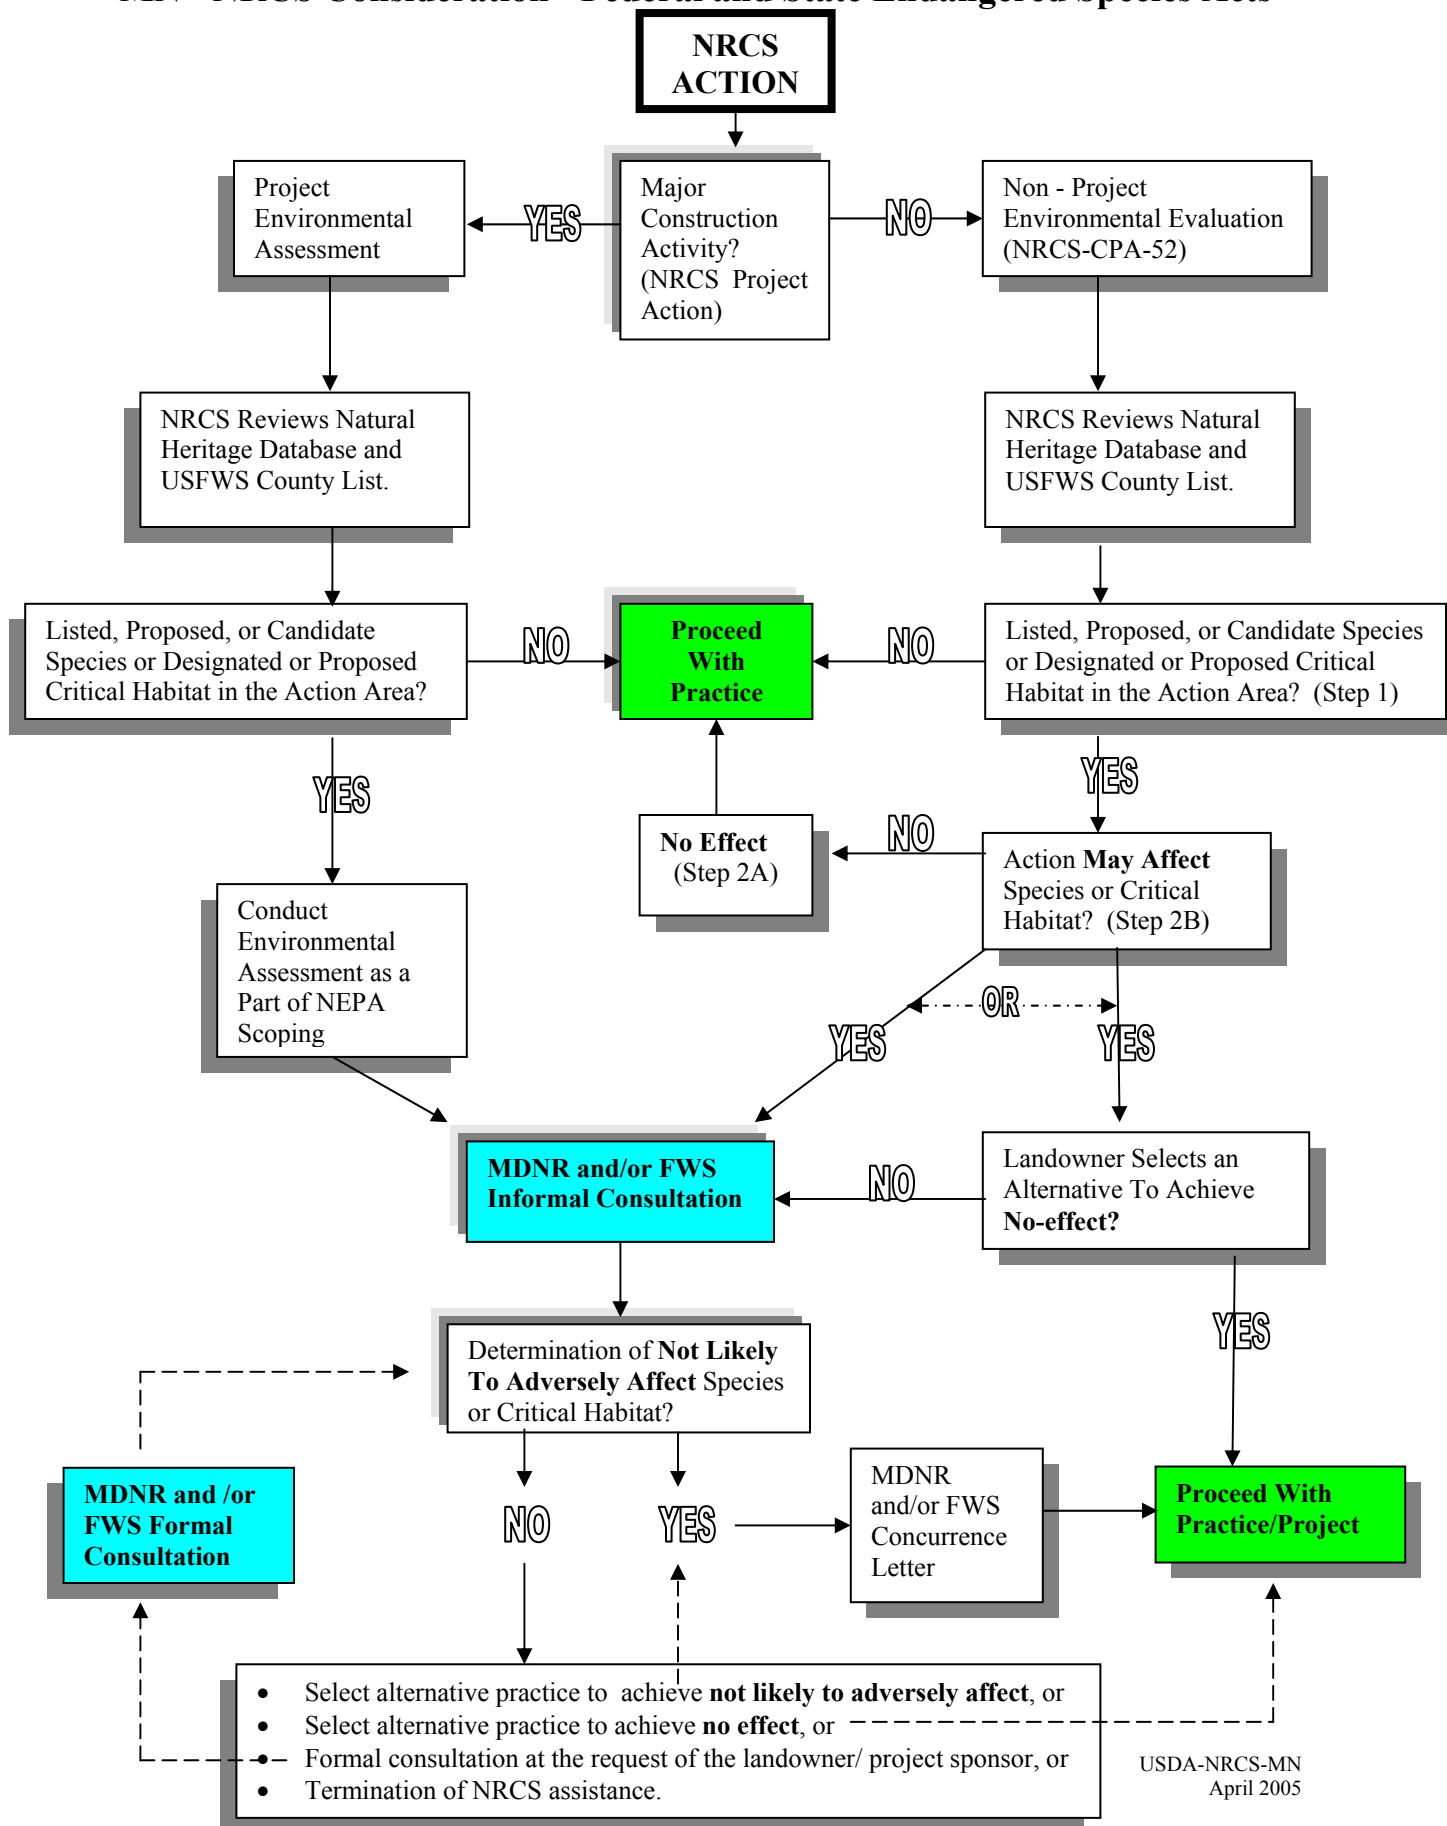 MN - NRCS Consideration - Federal and State Endangered Species Acts
NRCS
ACTION
Project
Environmental
Assessment
YES
Major
Construction
Activity?
(NRCS Project
Action)
NO
Non - Project
Environmental Evaluation
(NRCS-CPA-52)
NRCS Reviews Natural
Heritage Database and
USFWS County List.
NRCS Reviews Natural
Heritage Database and
USFWS County List.
Listed, Proposed, or Candidate
Species or Designated or Proposed
Critical Habitat in the Action Area?
NO
Proceed
With
Practice
NO
Listed, Proposed, or Candidate Species
or Designated or Proposed Critical
Habitat in the Action Area? (Step 1)
YES
YES
No Effect
(Step 2A)
NO
Action May Affect
Species or Critical
Habitat? (Step 2B)
Conduct
Environmental
Assessment as a
Part of NEPA
Scoping
OR
YES
YES
MDNR and/or FWS
Informal Consultation
NO
Landowner Selects an
Alternative To Achieve
No-effect?
YES
Determination of Not Likely
To Adversely Affect Species
or Critical Habitat?
MDNR and /or
FWS Formal
Consultation
NO
YES
MDNR
and/or FWS
Concurrence
Letter
Proceed With
Practice/Project
• Select alternative practice to achieve not likely to adversely affect, or
• Select alternative practice to achieve no effect, or
• Formal consultation at the request of the landowner/ project sponsor, or
• Termination of NRCS assistance.
USDA-NRCS-MN
April 2005